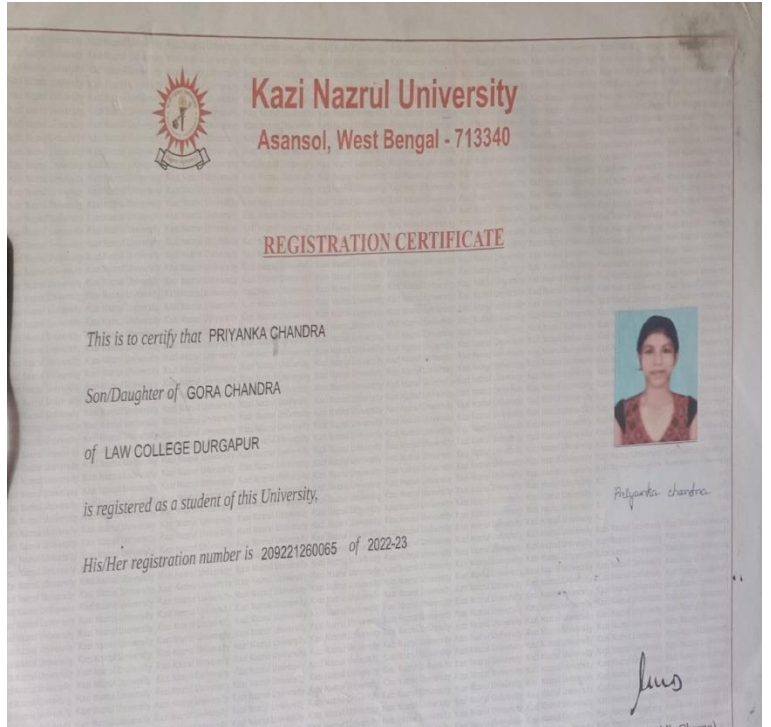 Kazi Nazrul University
Asansol, West Bengal - 713340
REGISTRATION CERTIFICATE
This is to certify that PRIYANKA CHANDRA
Son/Daughter of GORA CHANDRA
of LAW COLLEGE DURGAPUR
is registered as a student of this University,
Priyanka chandra
His/Her registration number is 209221260065 of 2022-23